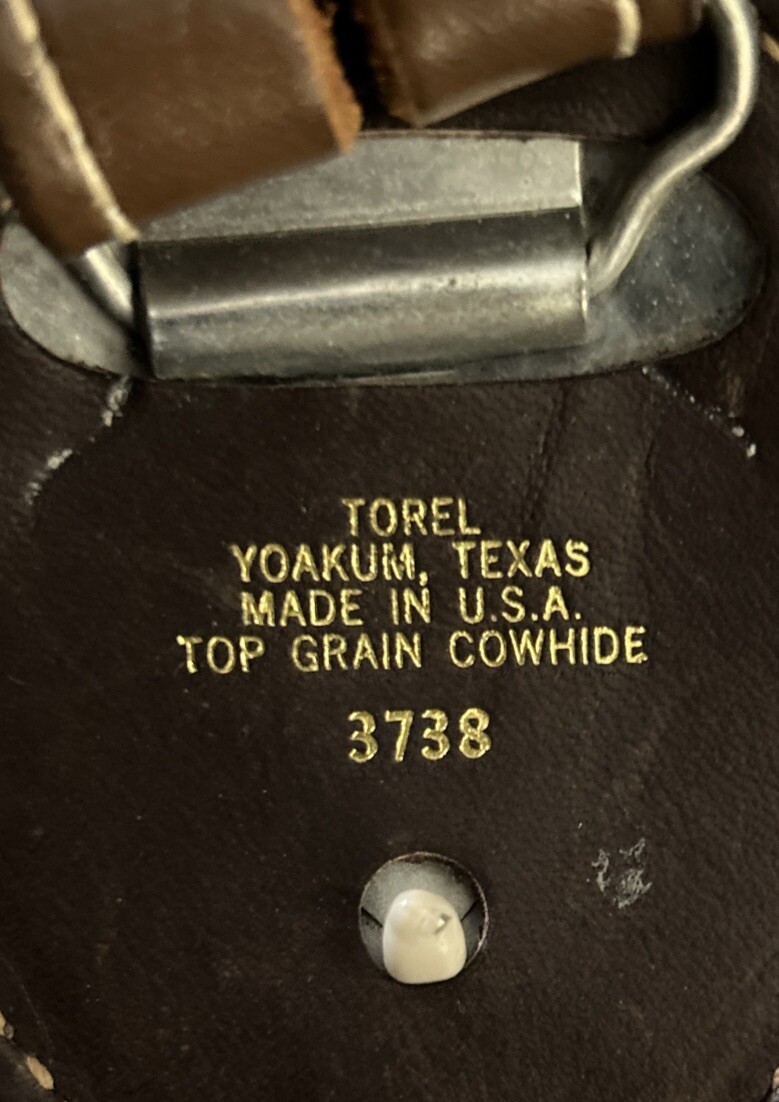 TOREL
YOAKUM, TEXAS
MADE IN U.S.A.
TOP GRAIN COWHIDE
3738